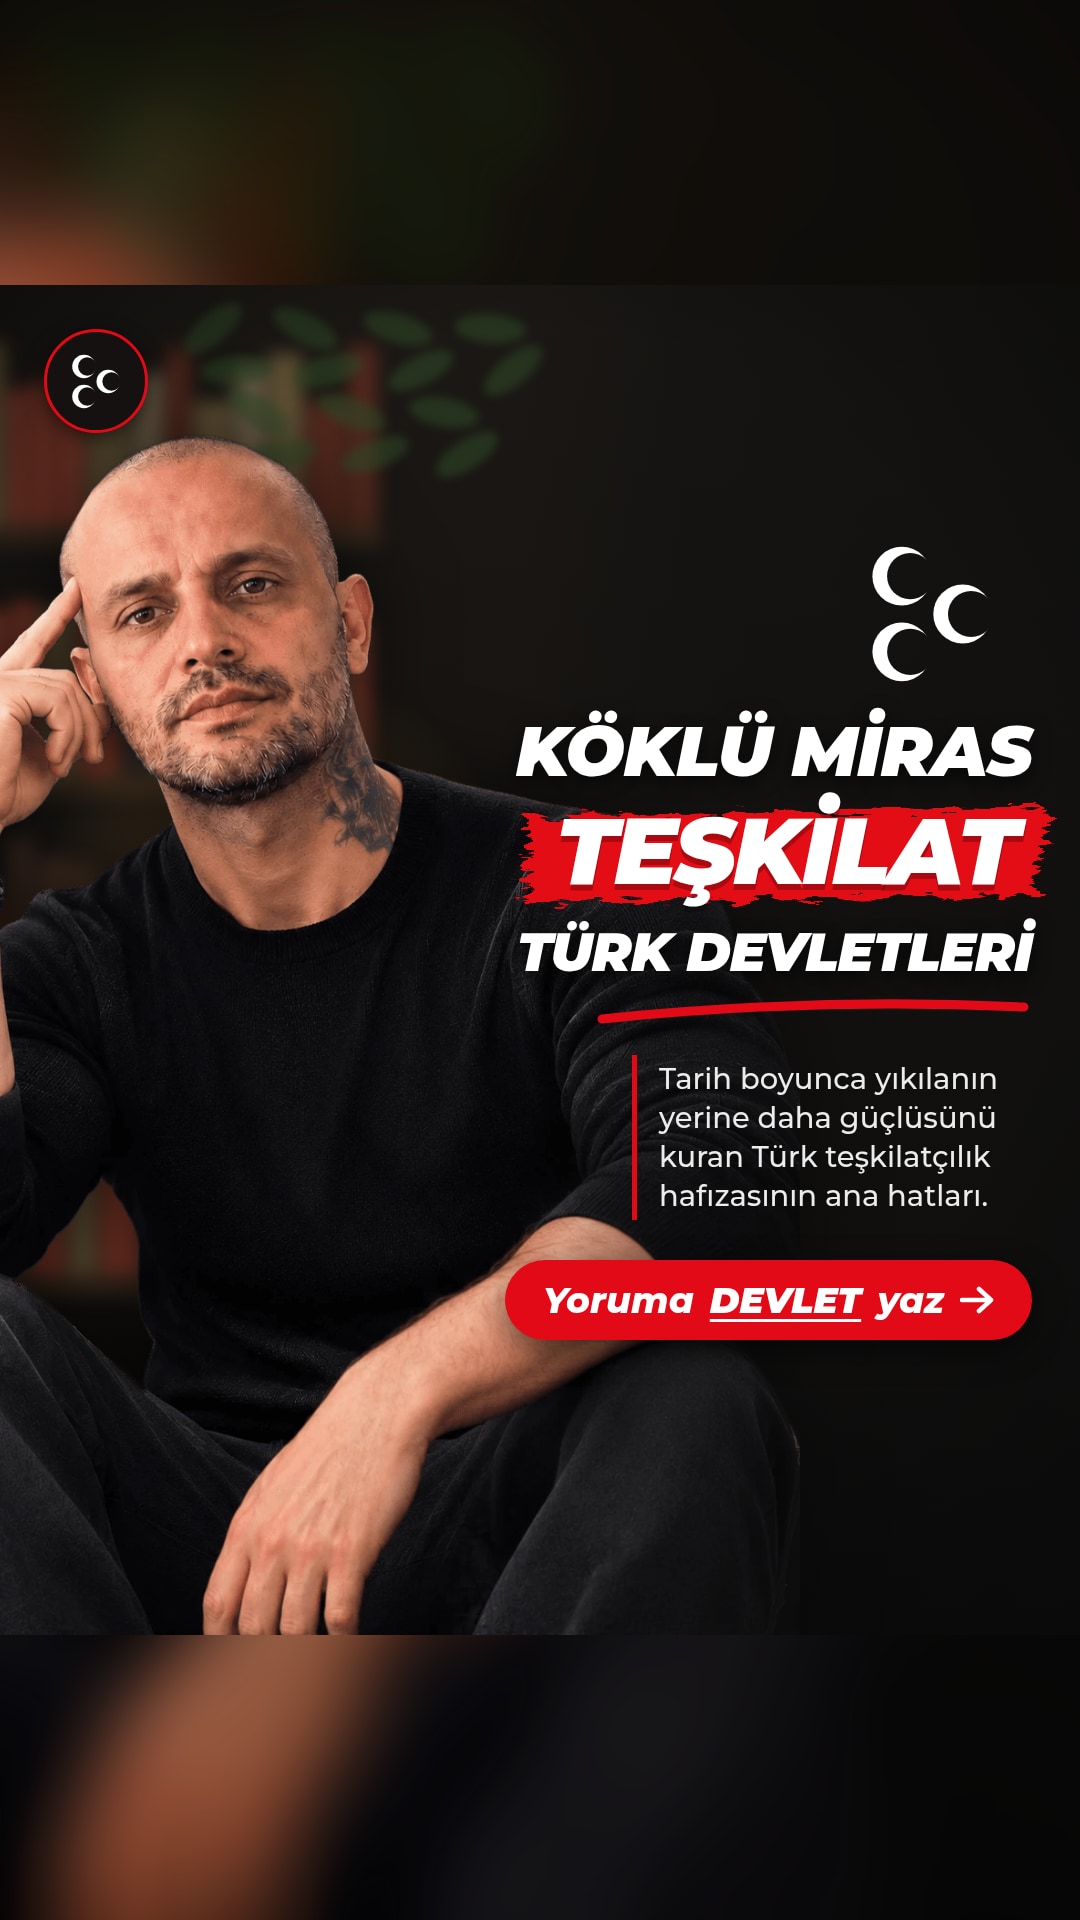 KÖKLÜ MİRAS
TEŞKİLAT
TÜRK DEVLETLERİ
Tarih boyunca yıkılanın
yerine daha güçlüsünü
kuran Türk teşkilatçılık
hafızasının ana hatları.
Yoruma DEVLET yaz →